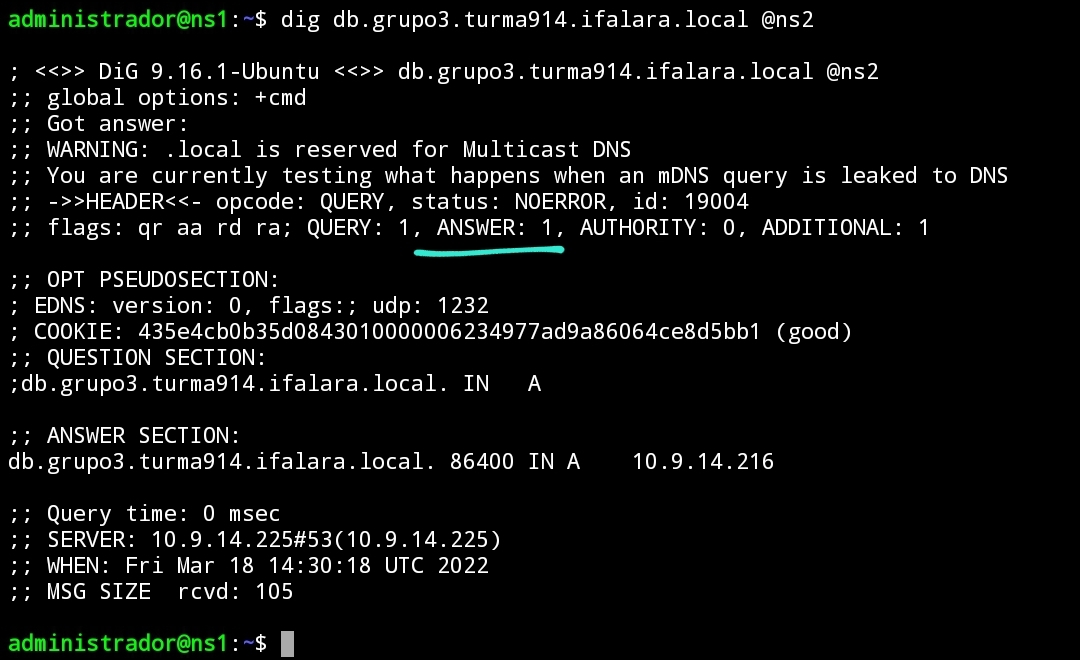 administrador@ns1:~$ dig db.grupo3.turma914.ifalara.local @ns2
; <<>> DiG 9.16.1-Ubuntu <<>> db.grupo3.turma914.ifalara.local @ns2
;; global options: +cmd
;; Got answer:
;; WARNING: .local is reserved for Multicast DNS
;; You are currently testing what happens when an mDNS query is leaked to DNS
;; ->>HEADER<<- opcode: QUERY, status: NOERROR, id: 19004
;; flags: qr aa rd ra; QUERY: 1, ANSWER: 1, AUTHORITY: 0, ADDITIONAL: 1
;; OPT PSEUDOSECTION:
; EDNS: version: 0, flags:; udp: 1232
; COOKIE: 435e4cb0b35d0843010000006234977ad9a86064ce8d5bb1 (good)
;; QUESTION SECTION:
;db.grupo3.turma914.ifalara.local. IN A
;; ANSWER SECTION:
db.grupo3.turma914.ifalara.local. 86400 IN A 10.9.14.216
;; Query time: 0 msec
;; SERVER: 10.9.14.225#53(10.9.14.225)
;; WHEN: Fri Mar 18 14:30:18 UTC 2022
;; MSG SIZE rcvd: 105
administrador@ns1:~$